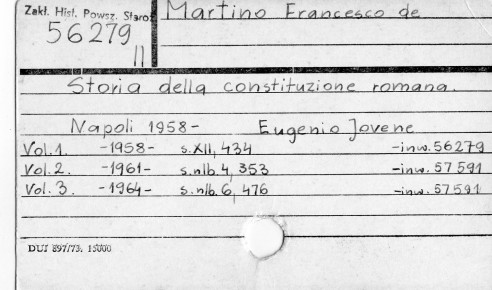 Zakł. Hist. Powsz. Staroż
56279
II
Martino Francesco de
Storia della constituzione romana.
Napoli 1958- Eugenio Jovene
Vol. 1. -1958- s. XII, 434 -inw. 56279
Vol. 2. -1961- s. nlb. 4, 353 -inw. 57591
Vol. 3. -1964- s. nlb. 6, 476 -inw. 57591
DUJ 897/73. 15000